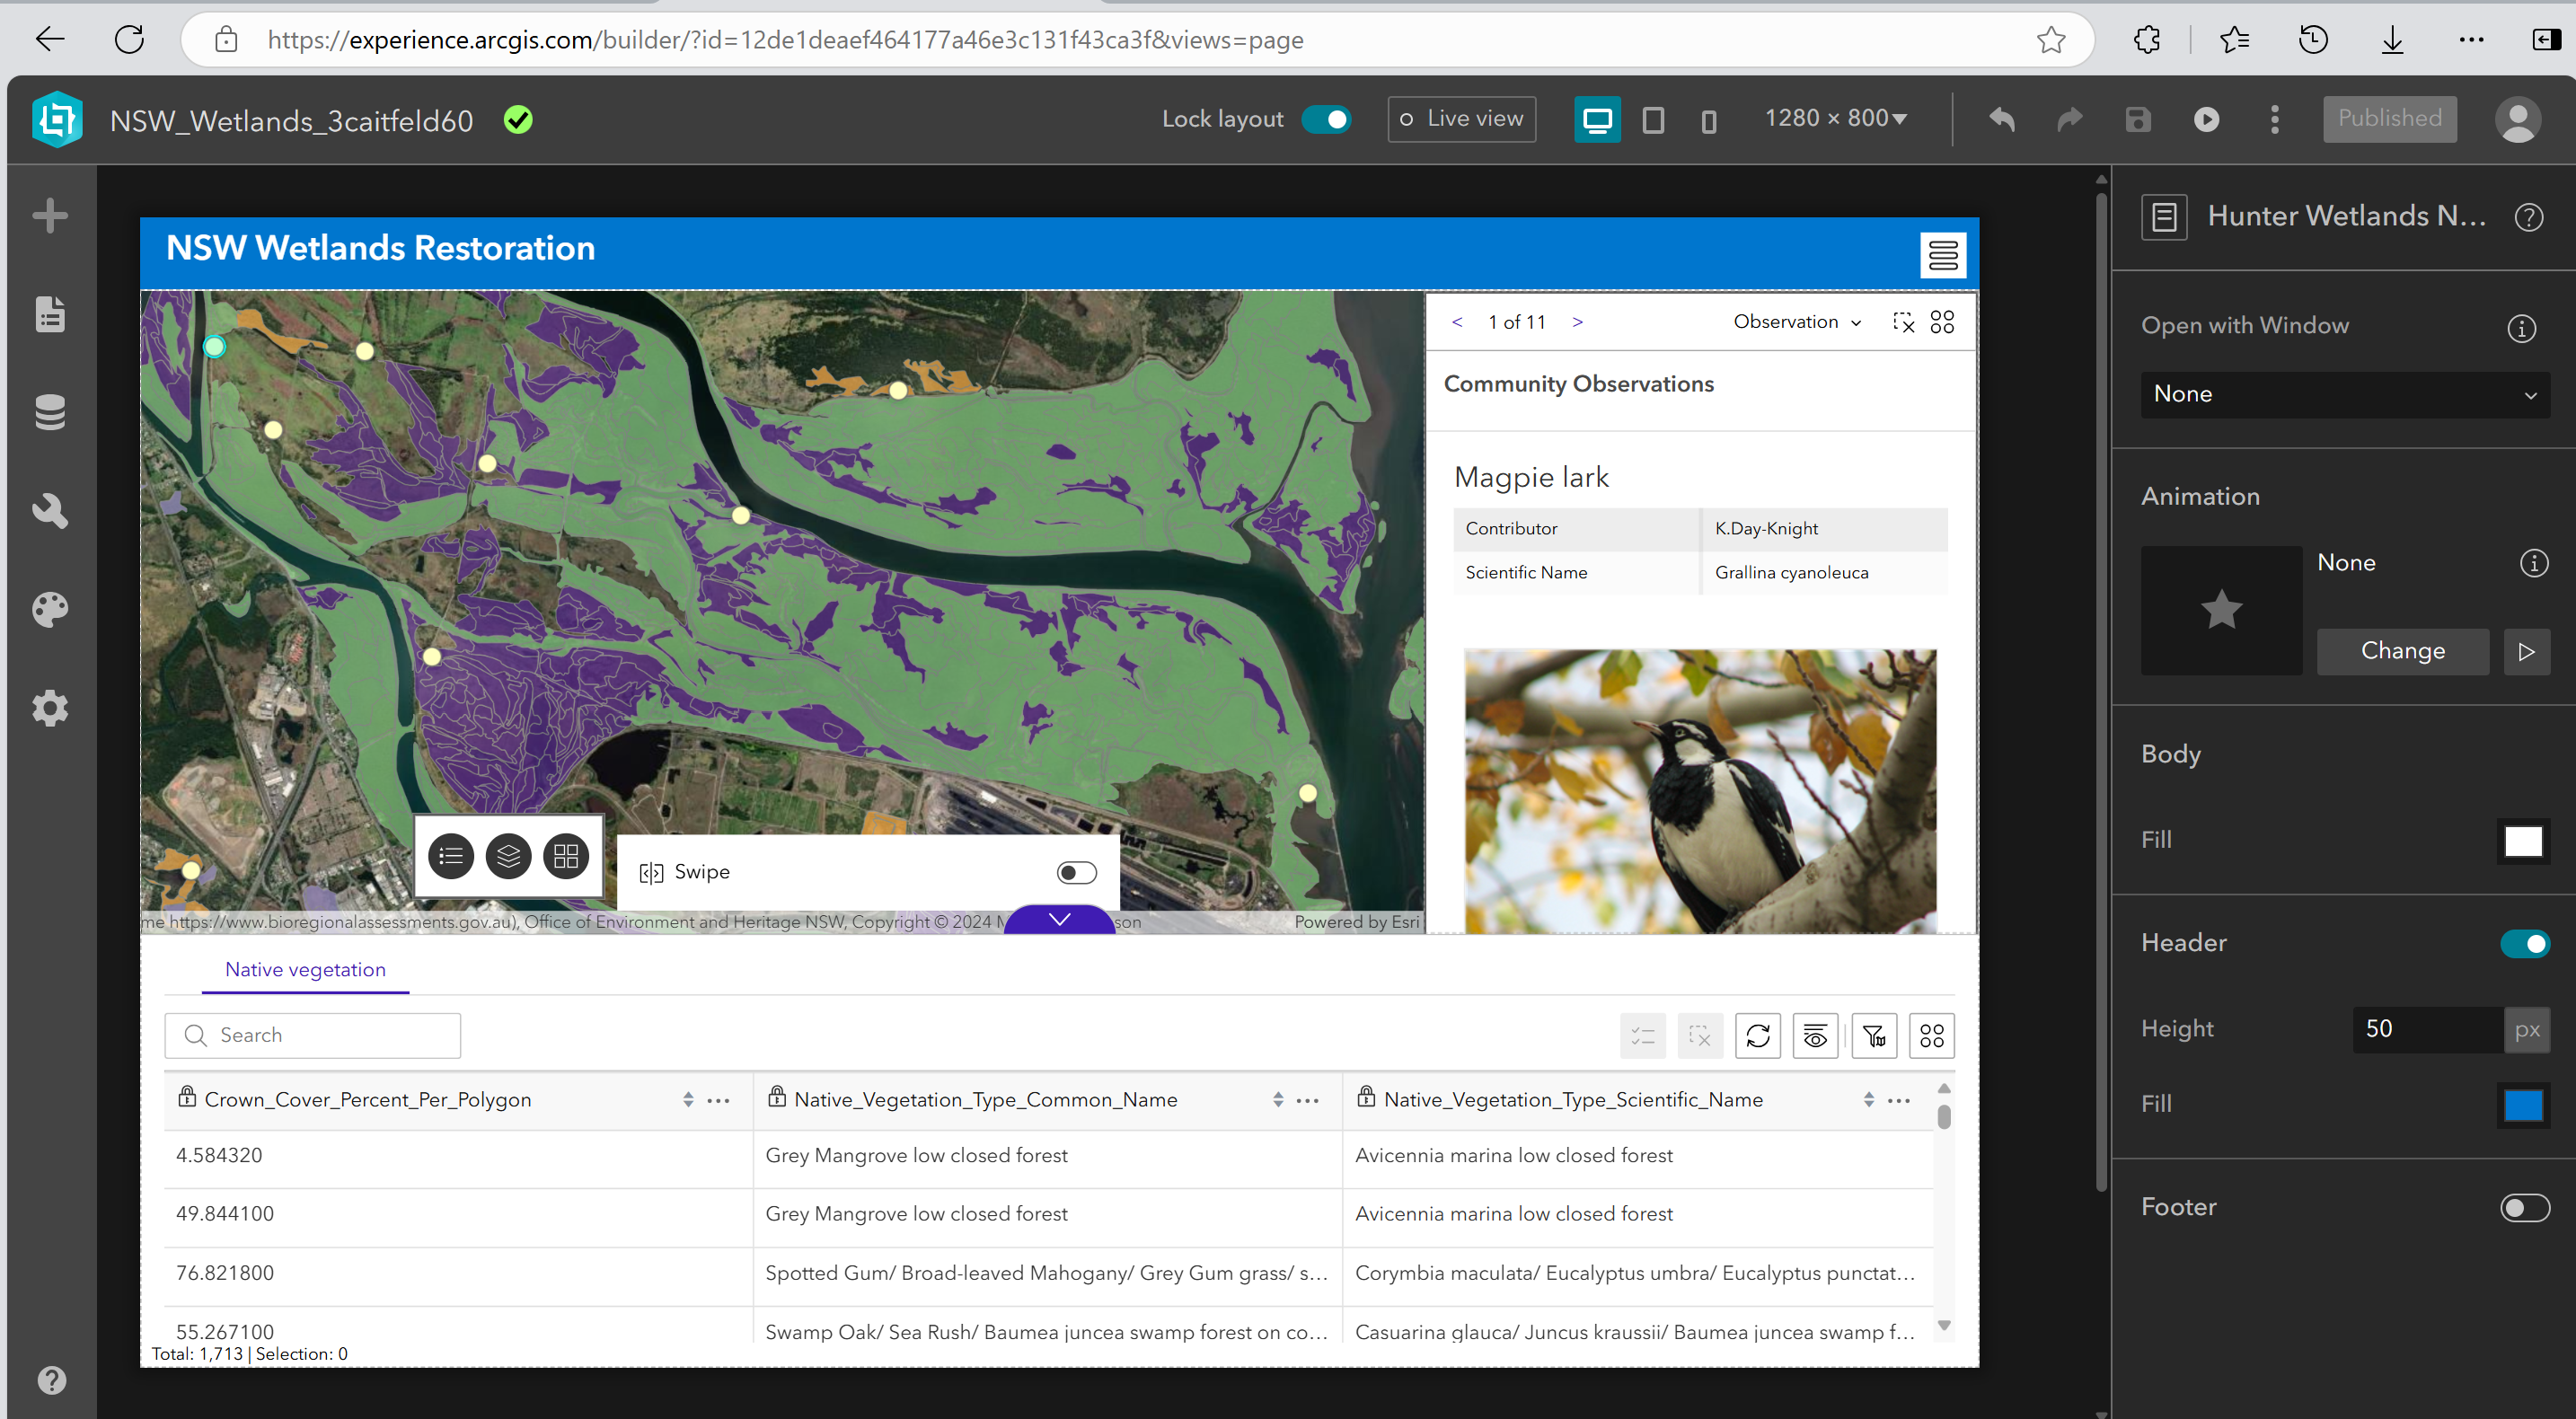 https://experience.arcgis.com/builder/?id=12de1deaef464177a46e3c131f43ca3f&views=page
NSW_Wetlands_3caitfeld60
Lock layout
Live view
1280 × 800
Published
NSW Wetlands Restoration
< 1 of 11 >
Observation
Community Observations
Magpie lark
Contributor K.Day-Knight
Scientific Name Grallina cyanoleuca
Swipe
me https://www.bioregionalassessments.gov.au), Office of Environment and Heritage NSW, Copyright © 2024 M
son
Powered by Esri
Native vegetation
Search
Crown_Cover_Percent_Per_Polygon Native_Vegetation_Type_Common_Name Native_Vegetation_Type_Scientific_Name
4.584320 Grey Mangrove low closed forest Avicennia marina low closed forest
49.844100 Grey Mangrove low closed forest Avicennia marina low closed forest
76.821800 Spotted Gum/ Broad-leaved Mahogany/ Grey Gum grass/ s... Corymbia maculata/ Eucalyptus umbra/ Eucalyptus punctat...
55.267100 Swamp Oak/ Sea Rush/ Baumea juncea swamp forest on co... Casuarina glauca/ Juncus kraussii/ Baumea juncea swamp f...
Total: 1,713 | Selection: 0
Hunter Wetlands N...
Open with Window
None
Animation
None
Change
Body
Fill
Header
Height 50 px
Fill
Footer